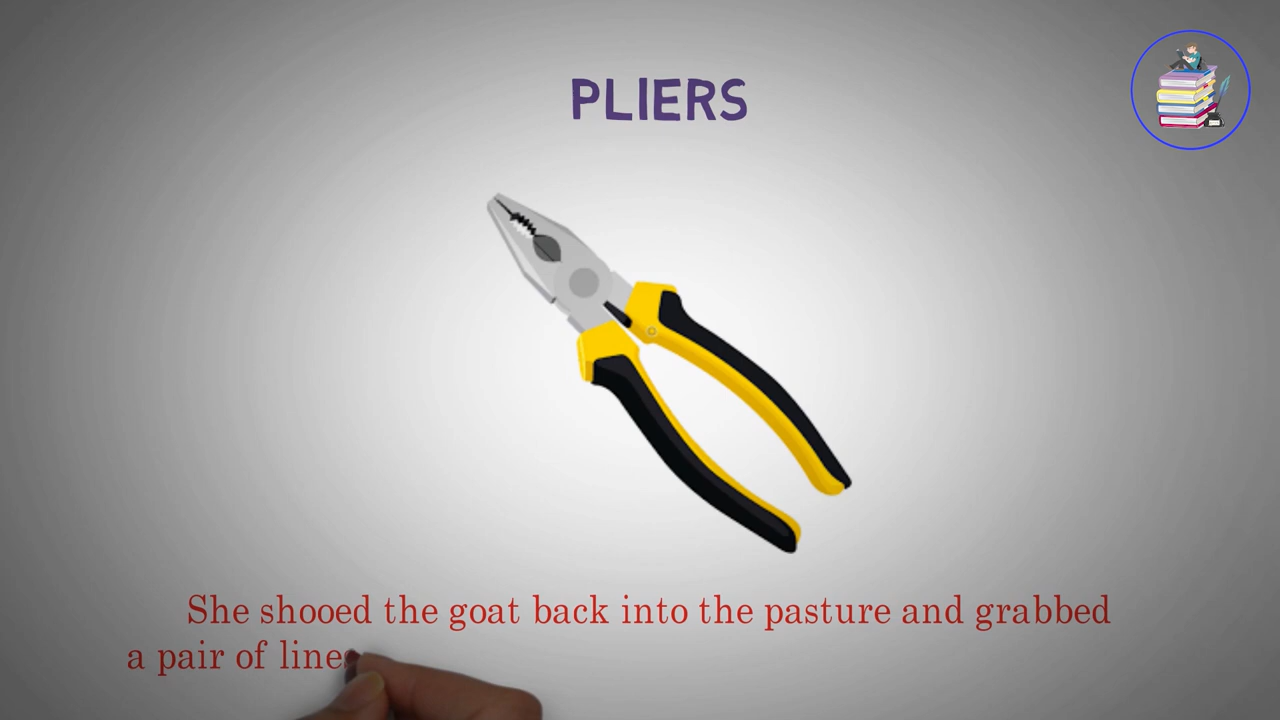 PLIERS
She shooed the goat back into the pasture and grabbed
a pair of line